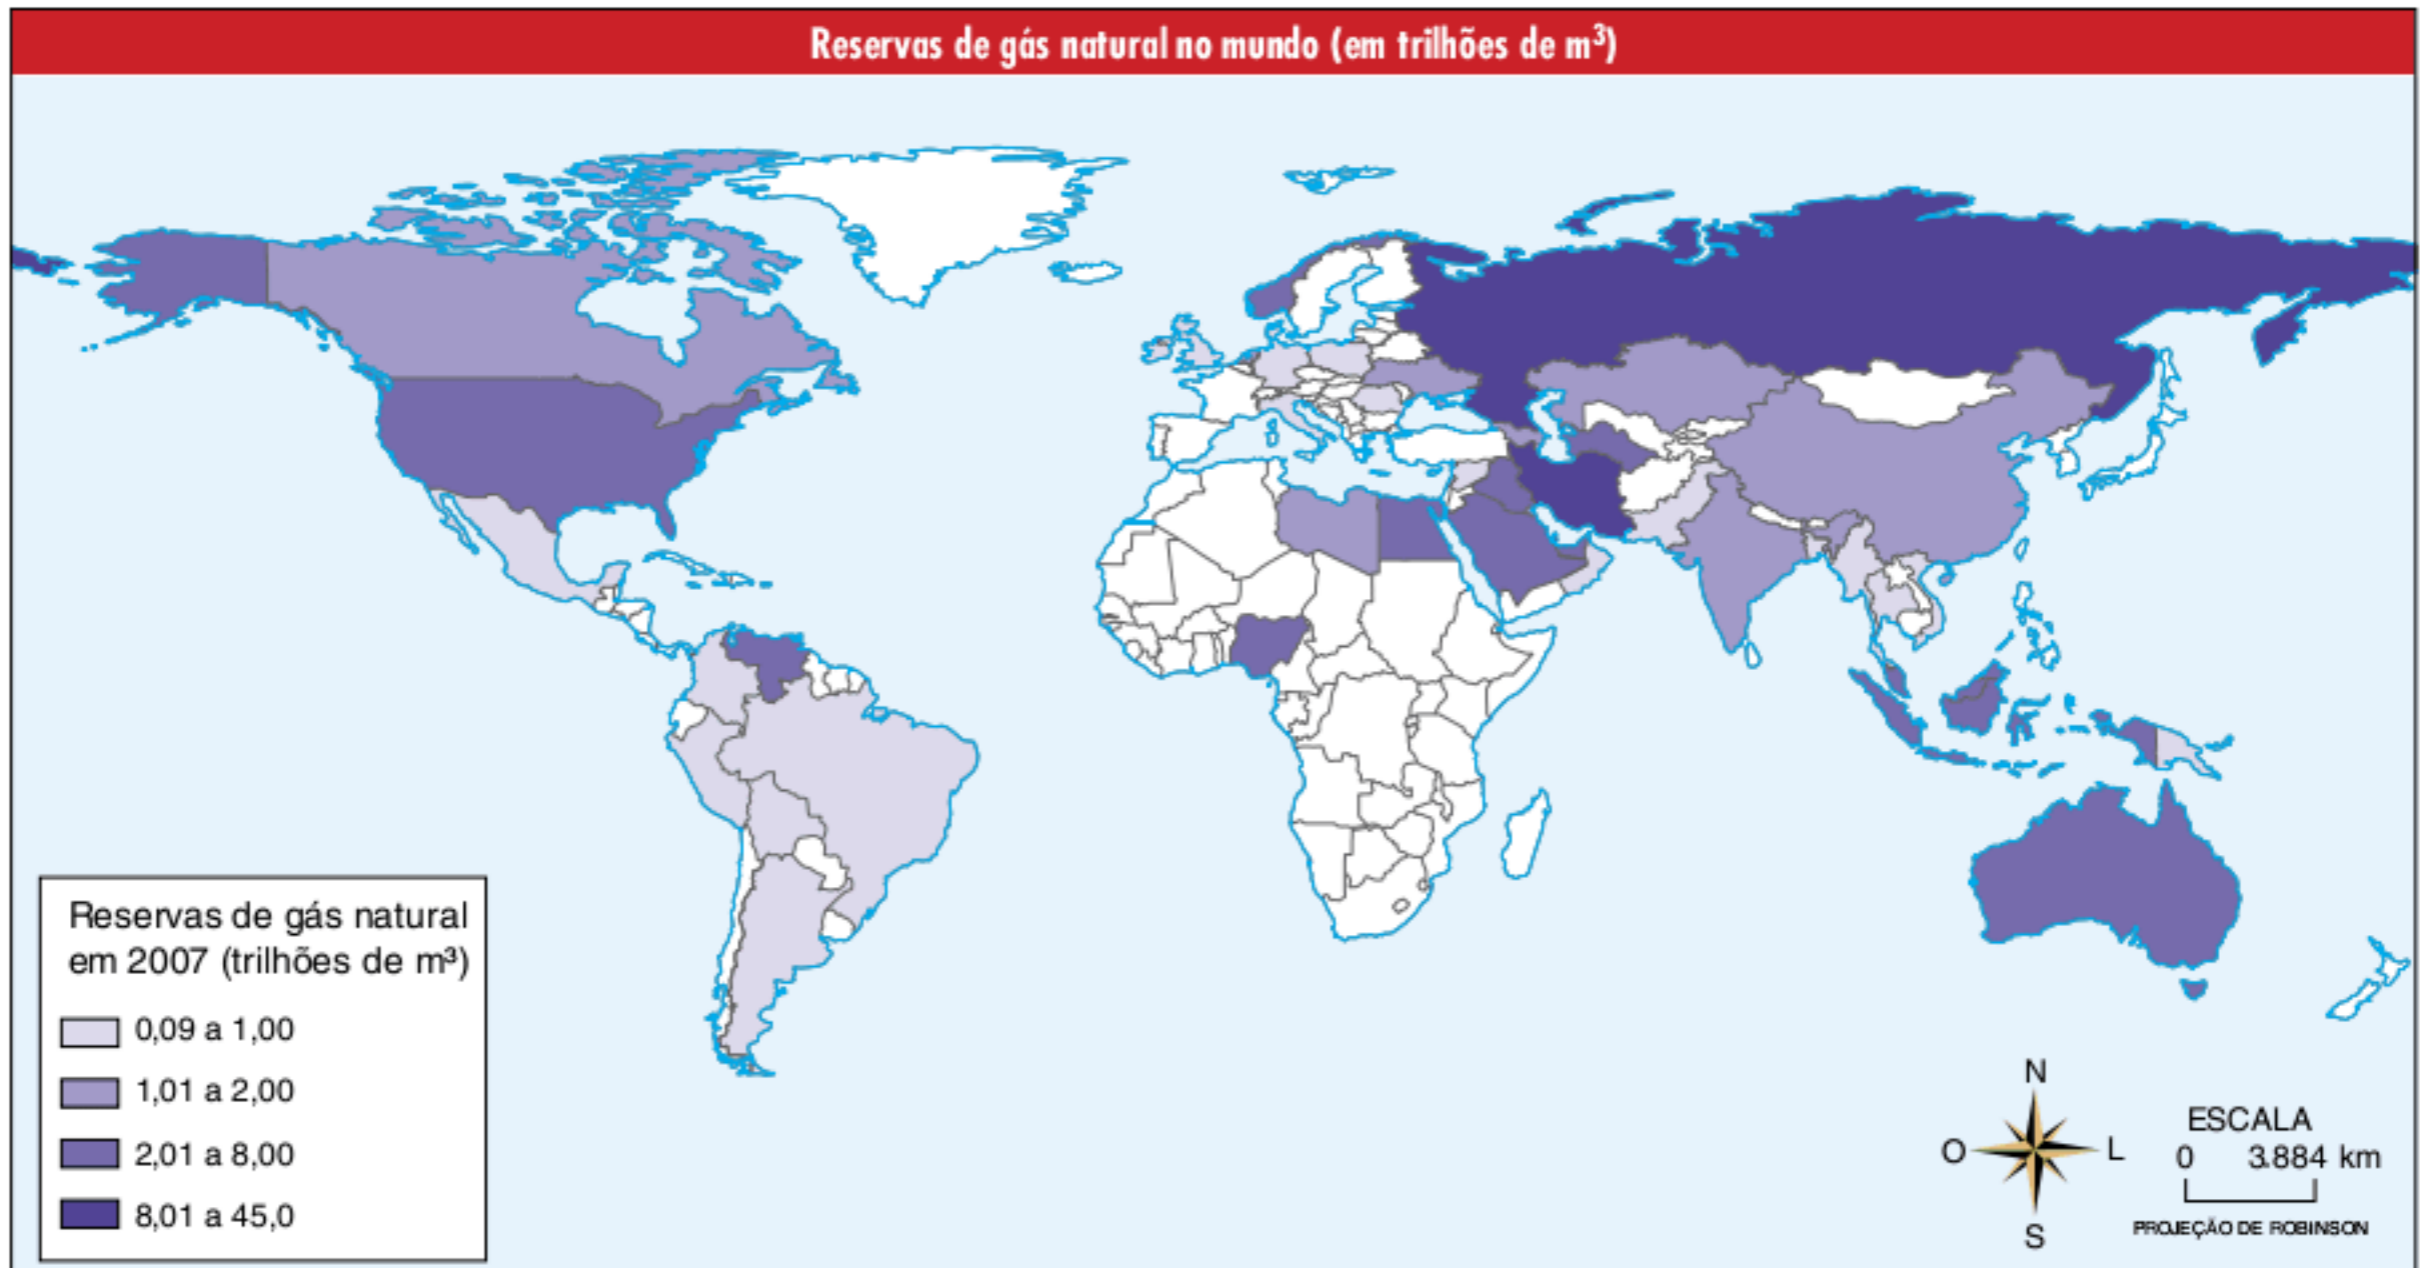 Reservas de gás natural no mundo (em trilhões de m³)
Reservas de gás natural
em 2007 (trilhões de m³)
0,09 a 1,00
1,01 a 2,00
2,01 a 8,00
8,01 a 45,0
N
O
L
S
ESCALA
0 3.884 km
PROJEÇÃO DE ROBINSON